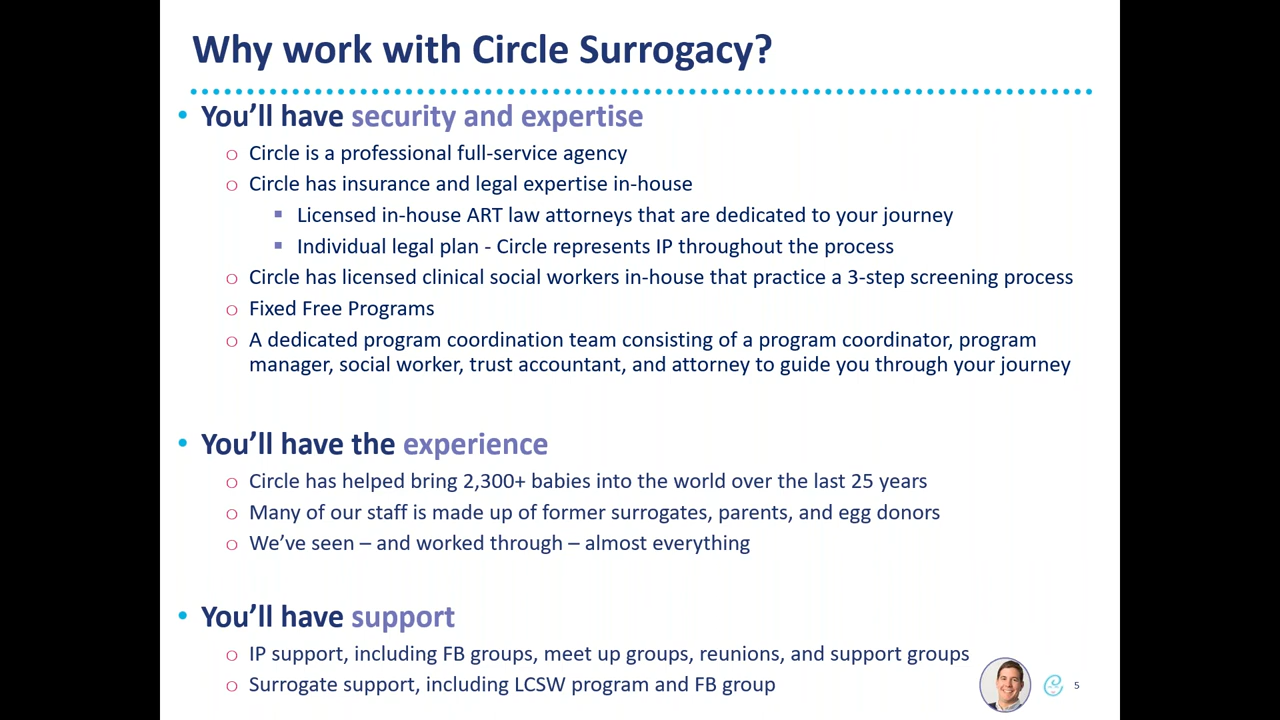 Why work with Circle Surrogacy?
• You'll have security and expertise
o Circle is a professional full-service agency
o Circle has insurance and legal expertise in-house
▪ Licensed in-house ART law attorneys that are dedicated to your journey
▪ Individual legal plan - Circle represents IP throughout the process
o Circle has licensed clinical social workers in-house that practice a 3-step screening process
o Fixed Free Programs
o A dedicated program coordination team consisting of a program coordinator, program
manager, social worker, trust accountant, and attorney to guide you through your journey
• You'll have the experience
o Circle has helped bring 2,300+ babies into the world over the last 25 years
o Many of our staff is made up of former surrogates, parents, and egg donors
o We've seen – and worked through – almost everything
• You'll have support
o IP support, including FB groups, meet up groups, reunions, and support groups
o Surrogate support, including LCSW program and FB group
5